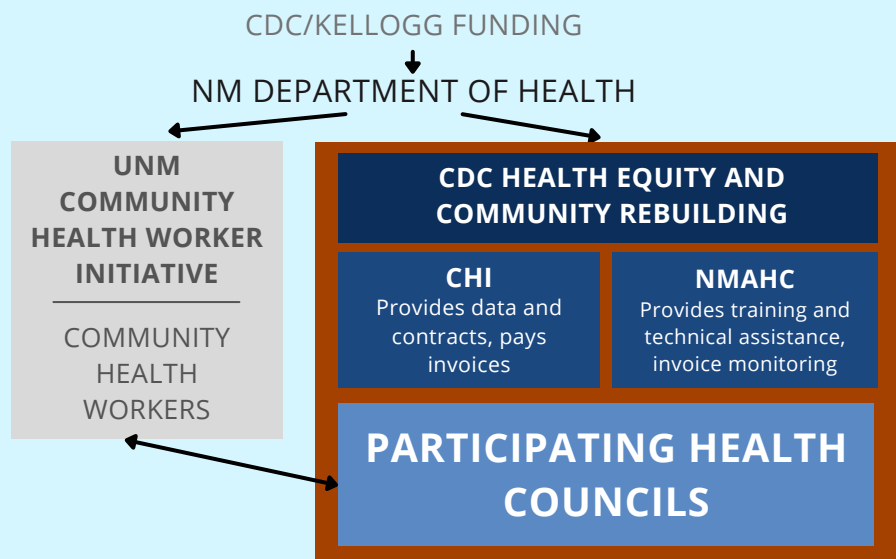 CDC/KELLOGG FUNDING
NM DEPARTMENT OF HEALTH
UNM
COMMUNITY
HEALTH WORKER
INITIATIVE
COMMUNITY
HEALTH
WORKERS
CDC HEALTH EQUITY AND
COMMUNITY REBUILDING
CHI
Provides data and
contracts, pays
invoices
NMAHC
Provides training and
technical assistance,
invoice monitoring
PARTICIPATING HEALTH
COUNCILS